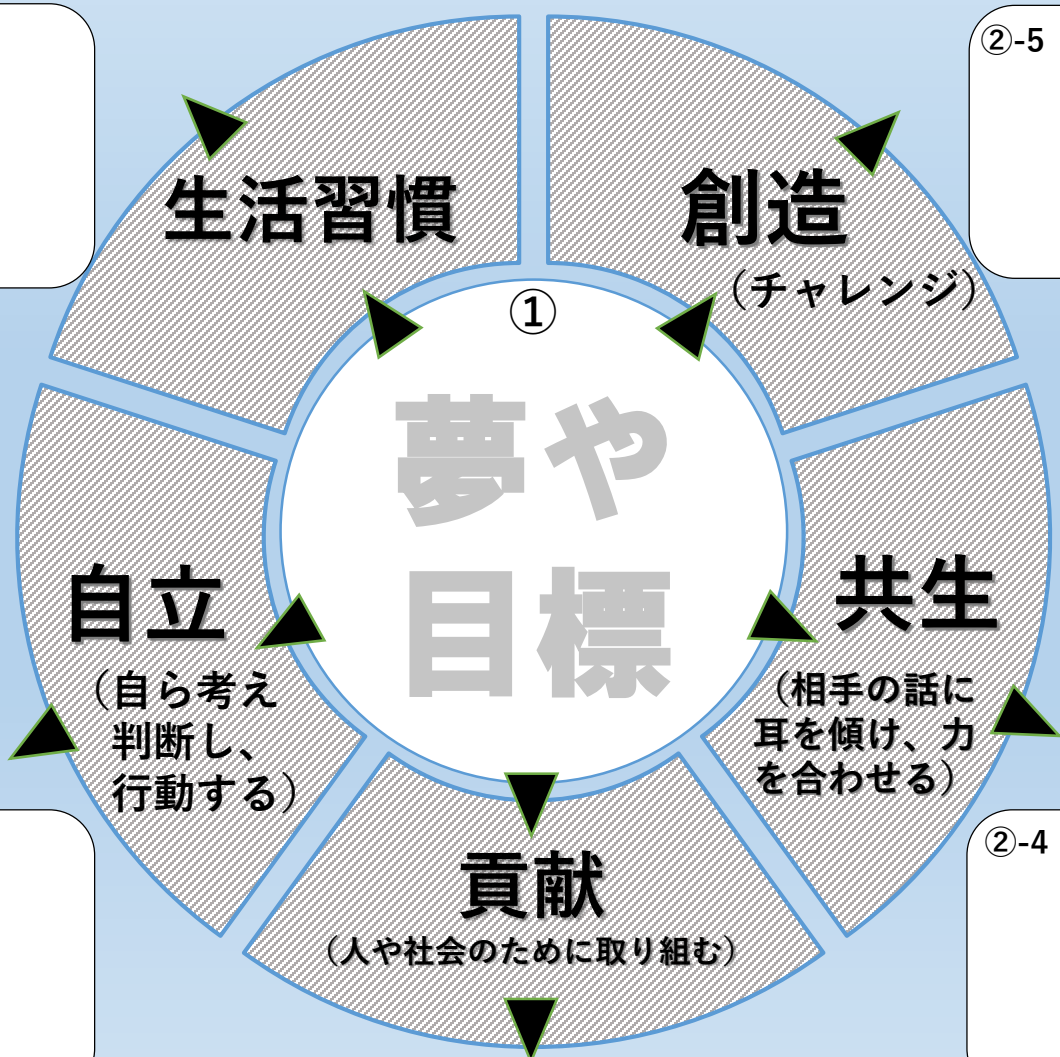 ②-5
生活習慣
創造
（チャレンジ）
①
夢や
目標
自立
（自ら考え
判断し、
行動する）
共生
（相手の話に
耳を傾け、力
を合わせる）
②-4
貢献
（人や社会のために取り組む）